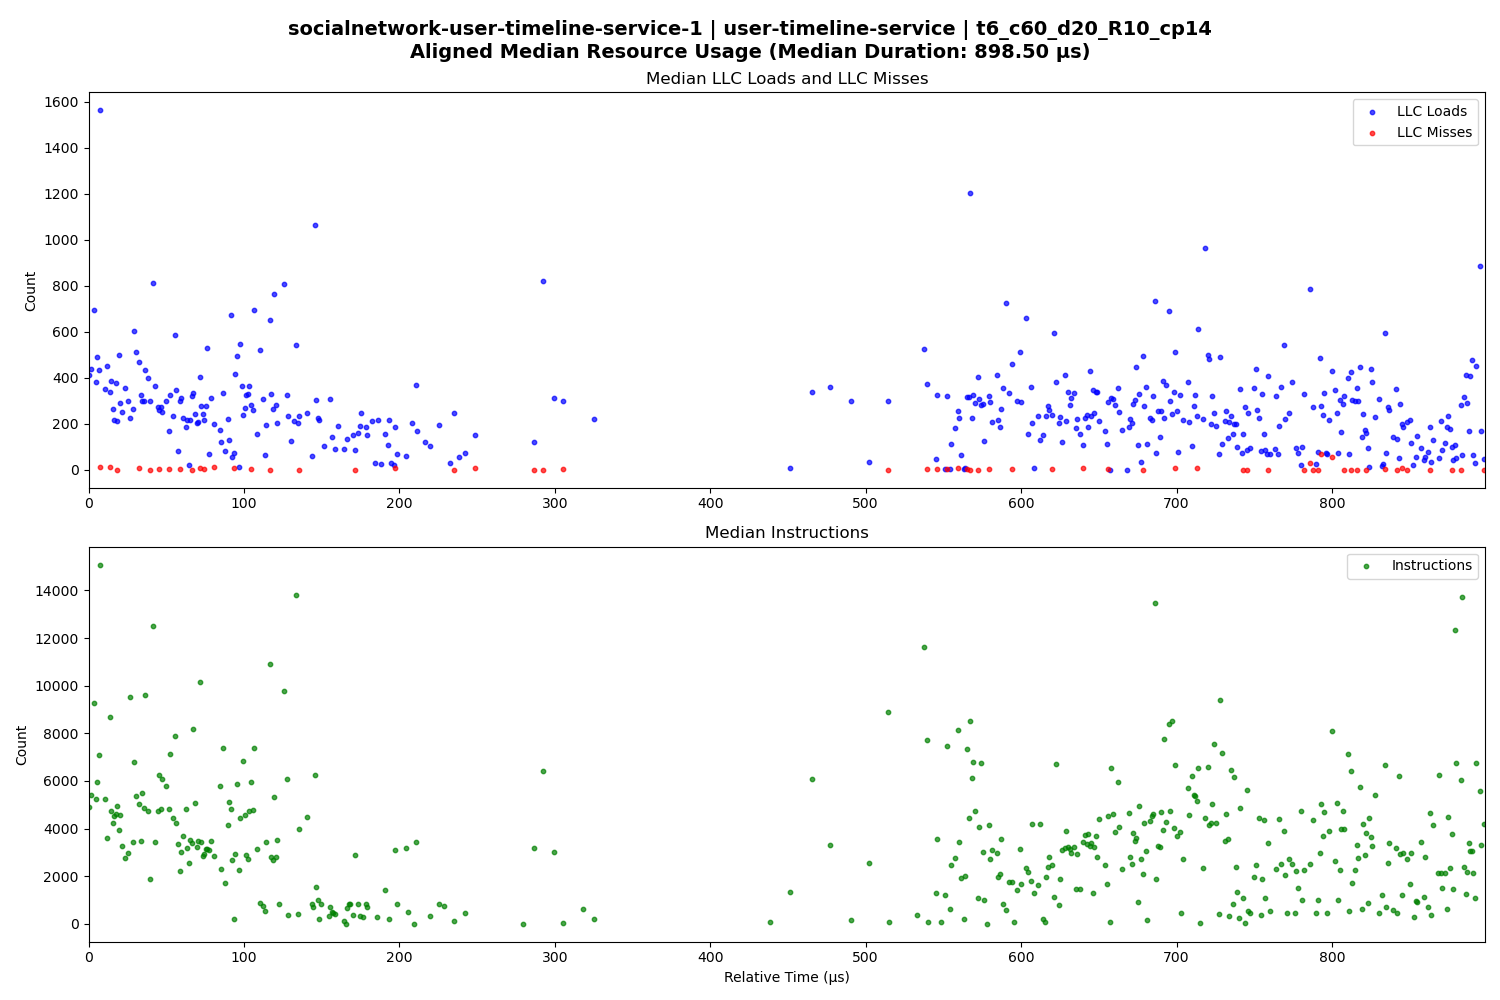 socialnetwork-user-timeline-service-1 | user-timeline-service | t6_c60_d20_R10_cp14
Aligned Median Resource Usage (Median Duration: 898.50 µs)
Median LLC Loads and LLC Misses
1600
1400
1200
1000
800
600
400
200
0
Count
LLC Loads
LLC Misses
0 100 200 300 400 500 600 700 800
Median Instructions
14000
12000
10000
8000
6000
4000
2000
0
Count
Instructions
0 100 200 300 400 500 600 700 800
Relative Time (µs)